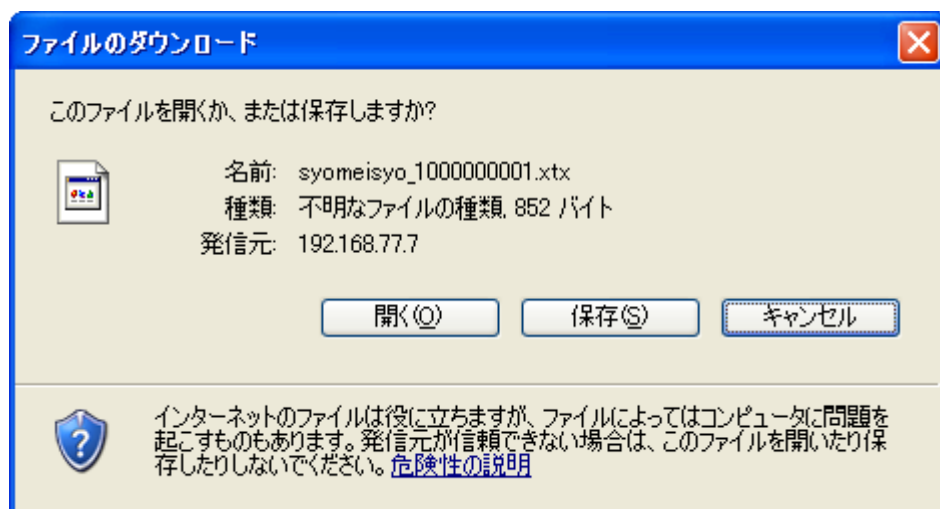 ファイルのダウンロード
このファイルを開くか、または保存しますか?
名前: syomeisyo_1000000001.xtx
種類: 不明なファイルの種類, 852 バイト
発信元: 192.168.77.7
開く(O) 保存(S) キャンセル
インターネットのファイルは役に立ちますが、ファイルによってはコンピュータに問題を
起こすものもあります。発信元が信頼できない場合は、このファイルを開いたり保
存したりしないでください。危険性の説明